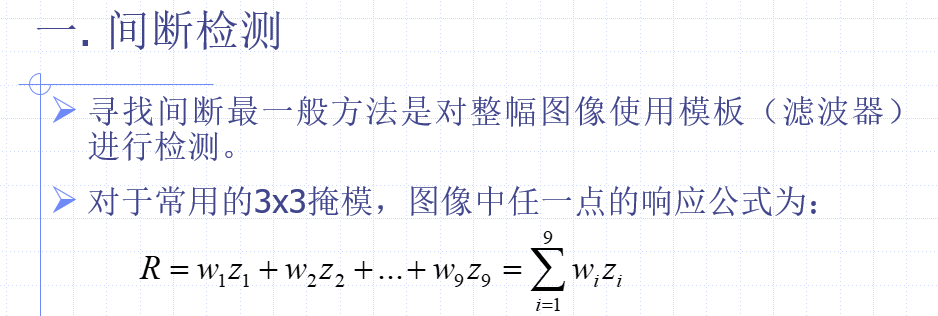 一. 间断检测
寻找间断最一般方法是对整幅图像使用模板（滤波器）
进行检测。
对于常用的3x3掩模，图像中任一点的响应公式为：
R = w₁z₁ + w₂z₂ + ... + w₉z₉ = ∑ᵢ₌₁⁹ wᵢzᵢ